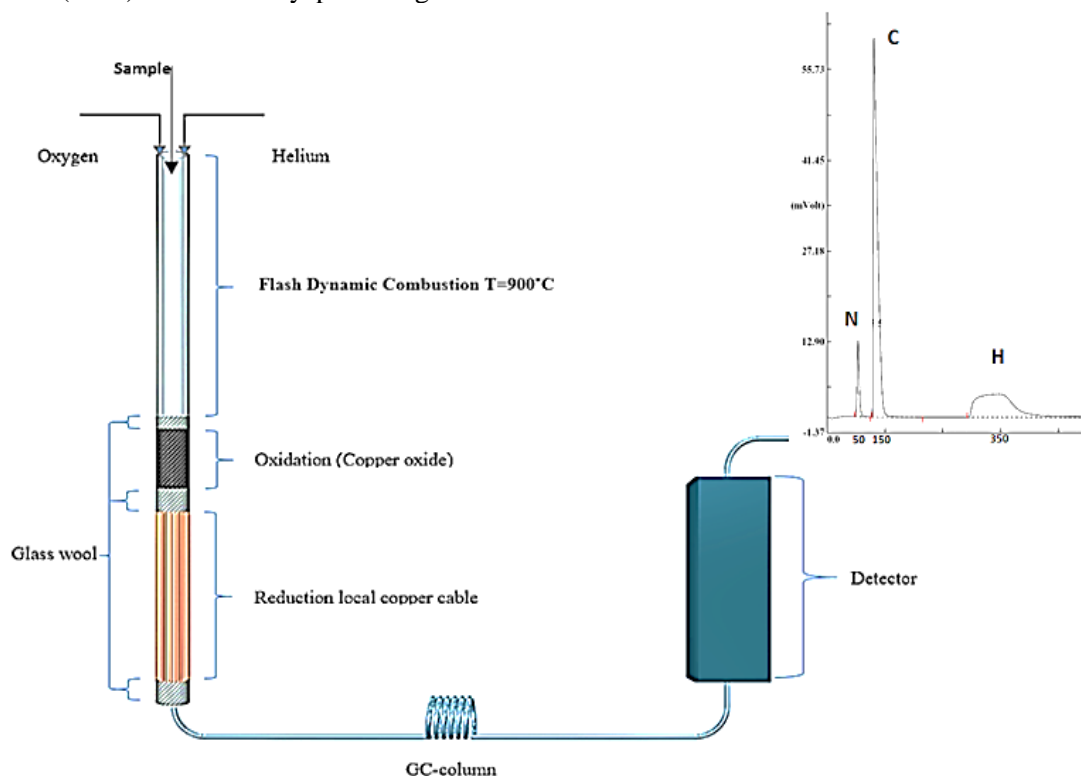 Sample
Oxygen
Helium
Flash Dynamic Combustion T=900°C
Oxidation (Copper oxide)
Glass wool
Reduction local copper cable
GC-column
Detector
C
55.73
41.45
(mVolt)
27.18
N
12.90
H
-1.37
0.0 50 150 350